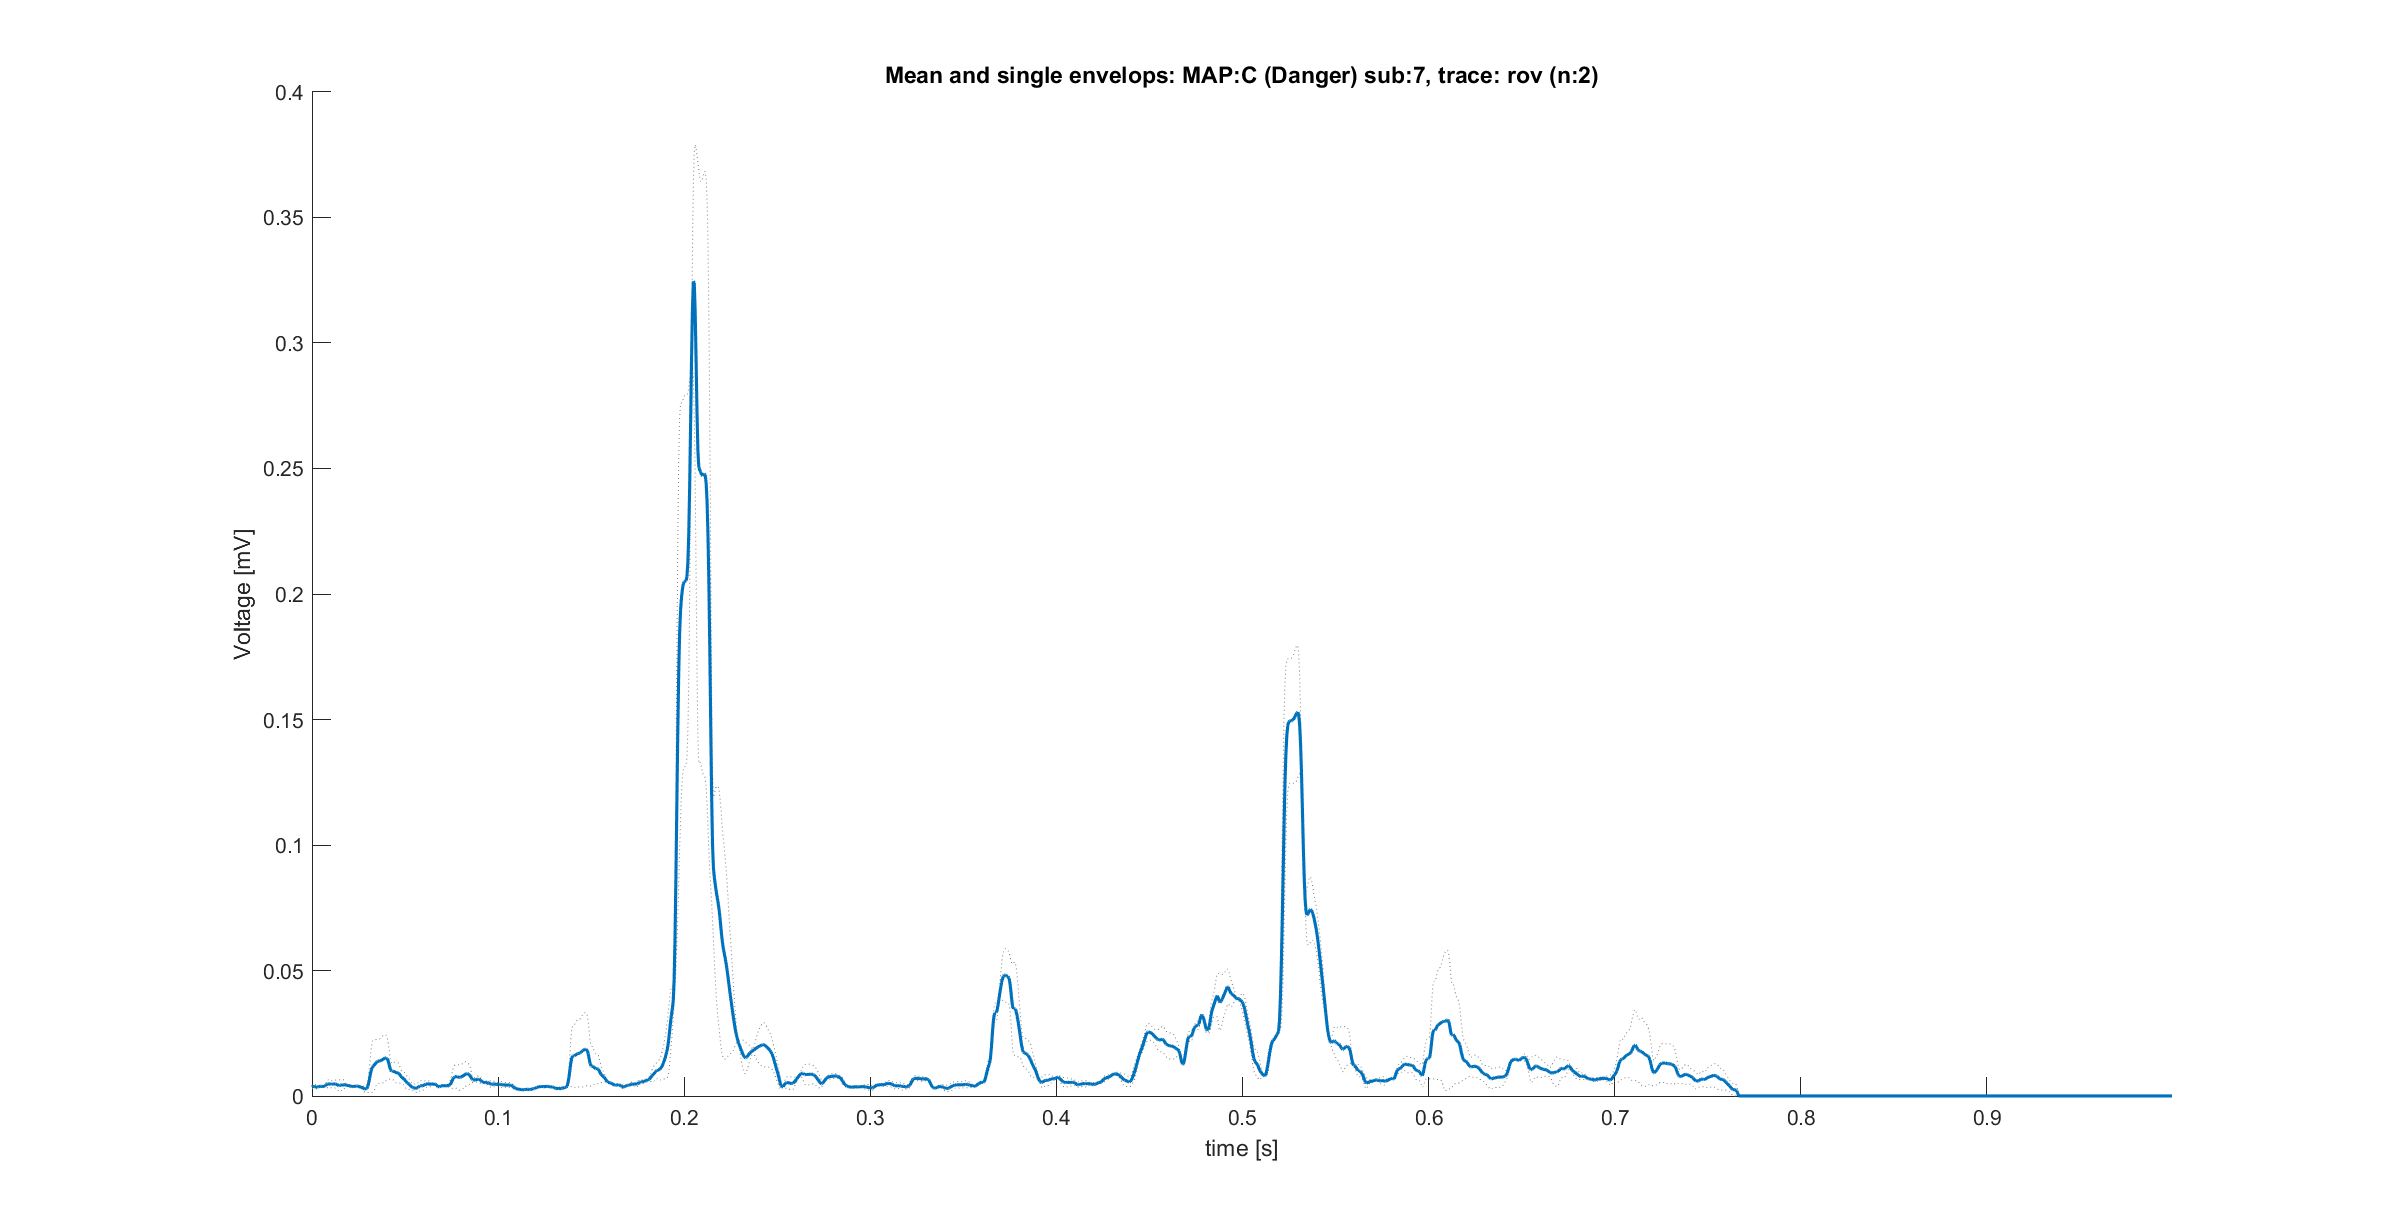 Mean and single envelops: MAP:C (Danger) sub:7, trace: rov (n:2)
0.4
0.35
0.3
0.25
0.2
0.15
0.1
0.05
0
Voltage [mV]
0 0.1 0.2 0.3 0.4 0.5 0.6 0.7 0.8 0.9
time [s]